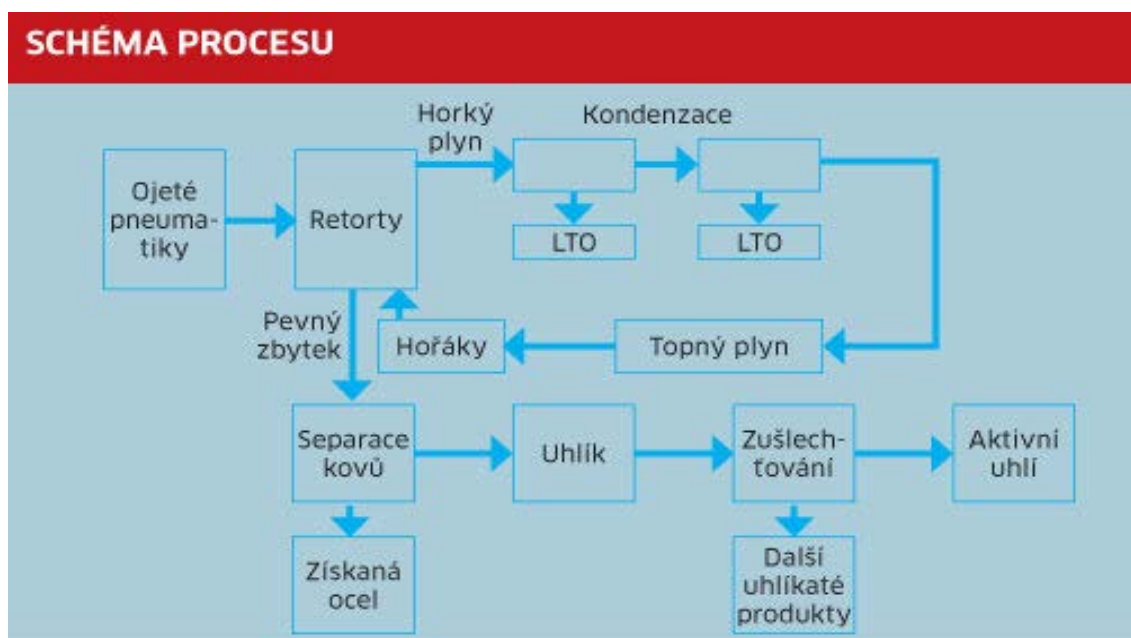 SCHÉMA PROCESU
Horký
plyn
Kondenzace
Ojeté
pneuma-
tiky
Retorty
LTO
LTO
Pevný
zbytek
Hořáky
Topný plyn
Separace
kovů
Uhlík
Zušlech-
ťování
Aktivní
uhlí
Získaná
ocel
Další
uhlíkaté
produkty